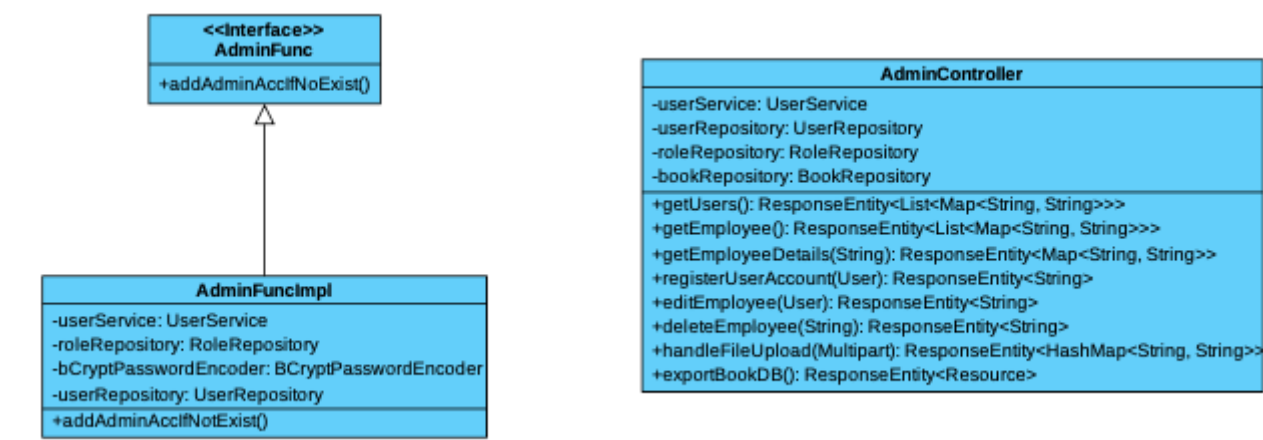 <<Interface>>
AdminFunc
+addAdminAccIfNoExist()
AdminFuncImpl
-userService: UserService
-roleRepository: RoleRepository
-bCryptPasswordEncoder: BCryptPasswordEncoder
-userRepository: UserRepository
+addAdminAccIfNotExist()
AdminController
-userService: UserService
-userRepository: UserRepository
-roleRepository: RoleRepository
-bookRepository: BookRepository
+getUsers(): ResponseEntity<List<Map<String, String>>>
+getEmployee(): ResponseEntity<List<Map<String, String>>>
+getEmployeeDetails(String): ResponseEntity<Map<String, String>>
+registerUserAccount(User): ResponseEntity<String>
+editEmployee(User): ResponseEntity<String>
+deleteEmployee(String): ResponseEntity<String>
+handleFileUpload(Multipart): ResponseEntity<HashMap<String, String>>
+exportBookDB(): ResponseEntity<Resource>